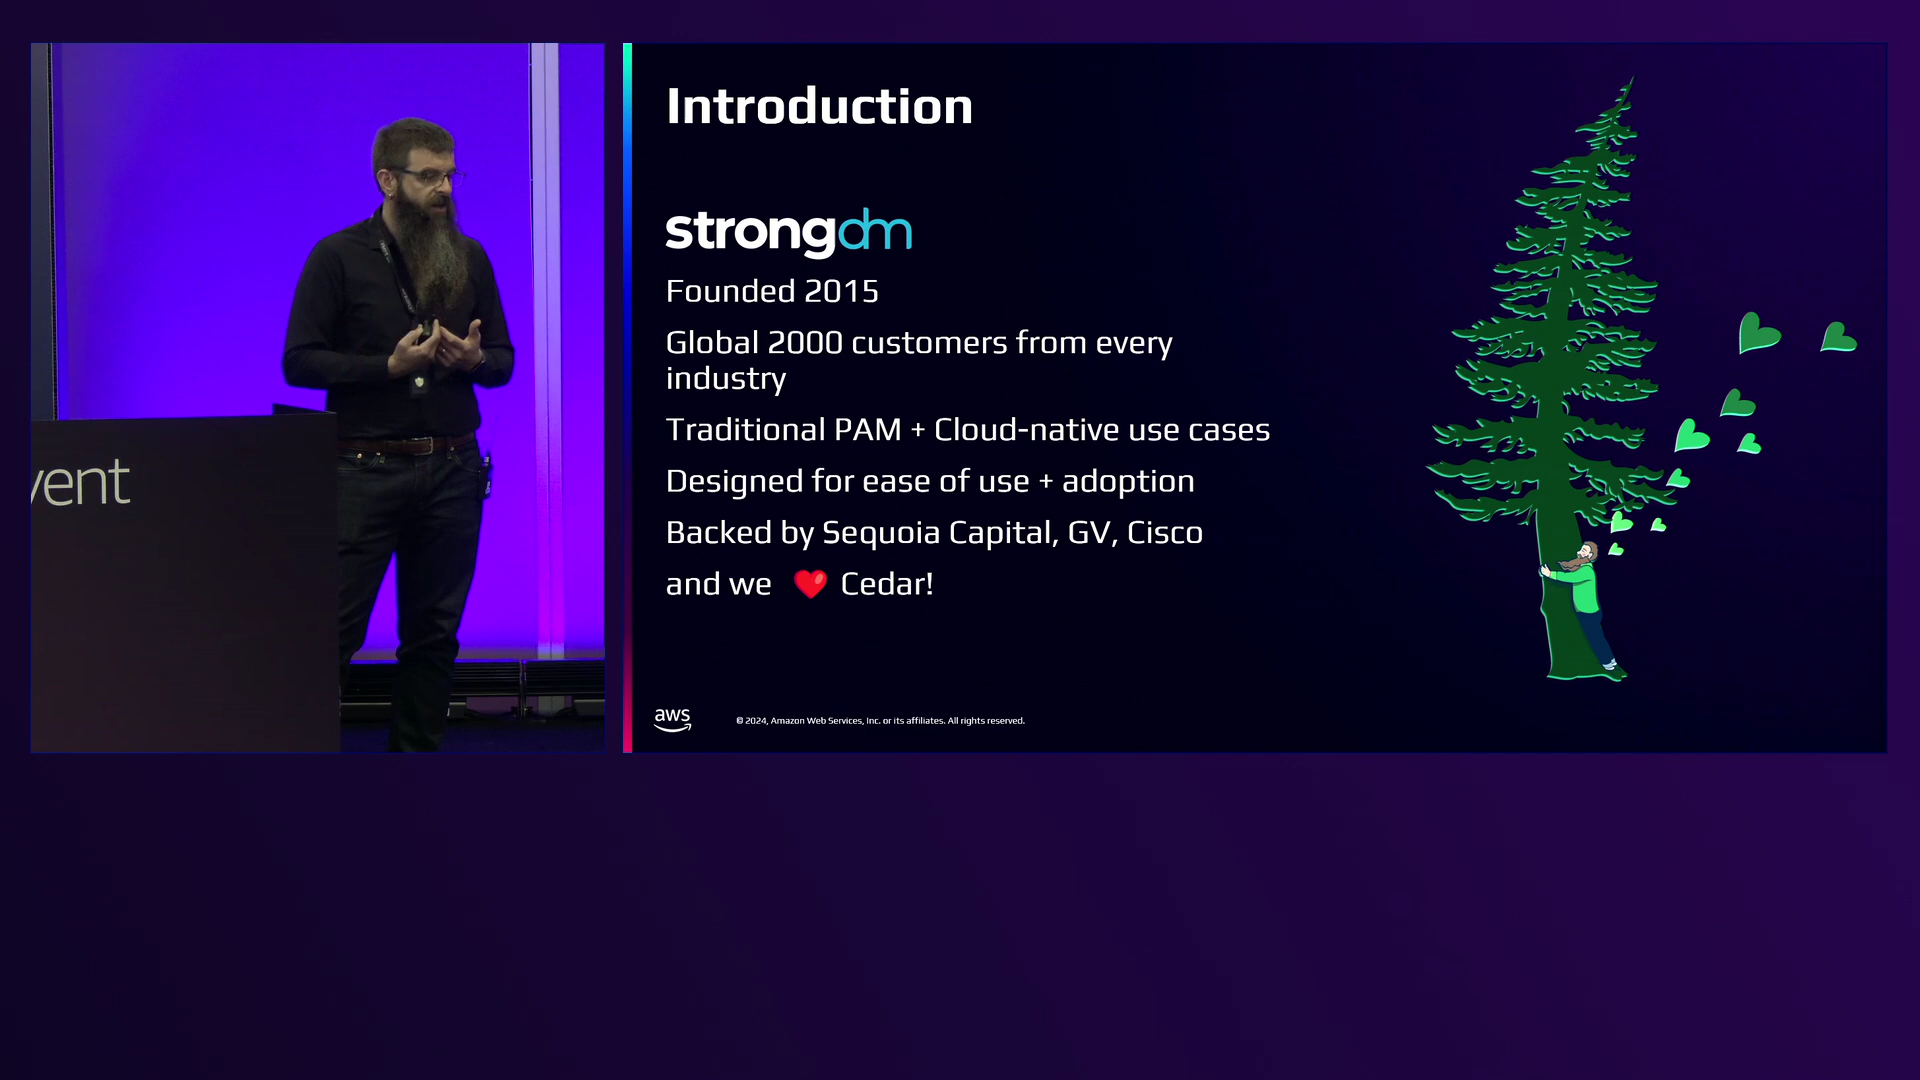 vent
Introduction
strongdm
Founded 2015
Global 2000 customers from every
industry
Traditional PAM + Cloud-native use cases
Designed for ease of use + adoption
Backed by Sequoia Capital, GV, Cisco
and we ❤️ Cedar!
aws
© 2024, Amazon Web Services, Inc. or its affiliates. All rights reserved.